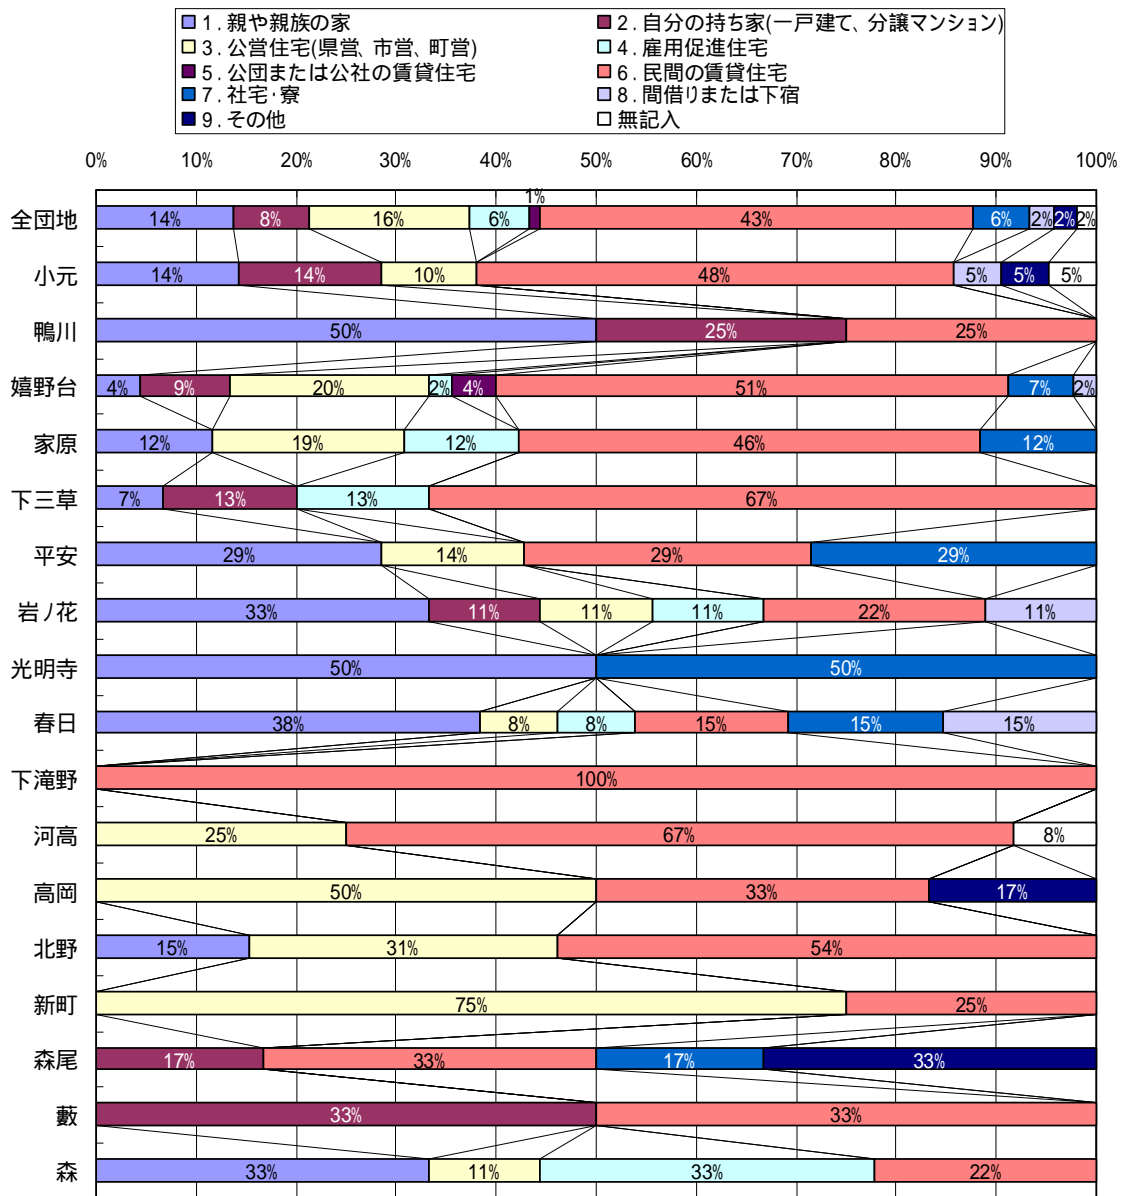 1．親や親族の家 2．自分の持ち家(一戸建て、分譲マンション)
3．公営住宅(県営、市営、町営) 4．雇用促進住宅
5．公団または公社の賃貸住宅 6．民間の賃貸住宅
7．社宅・寮 8．間借りまたは下宿
9．その他 無記入
0% 10% 20% 30% 40% 50% 60% 70% 80% 90% 100%
全団地 14% 8% 16% 6% 1% 43% 6% 2% 2% 2%
小元 14% 14% 10% 48% 5% 5% 5%
鴨川 50% 25% 25%
嬉野台 4% 9% 20% 2% 4% 51% 7% 2%
家原 12% 19% 12% 46% 12%
下三草 7% 13% 13% 67%
平安 29% 14% 29% 29%
岩ノ花 33% 11% 11% 11% 22% 11%
光明寺 50% 50%
春日 38% 8% 8% 15% 15% 15%
下滝野 100%
河高 25% 67% 8%
高岡 50% 33% 17%
北野 15% 31% 54%
新町 75% 25%
森尾 17% 33% 17% 33%
藪 33% 33%
森 33% 11% 33% 22%